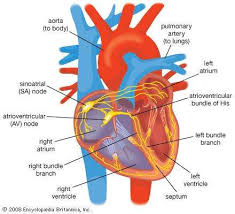 aorta
(to body)
pulmonary
artery
(to lungs)
left
atrium
sinoatrial
(SA) node
atrioventricular
bundle of His
atrioventricular
(AV) node
left bundle
branch
right
atrium
right bundle
branch
left
ventricle
right
ventricle
septum
© 2008 Encyclopædia Britannica, Inc.